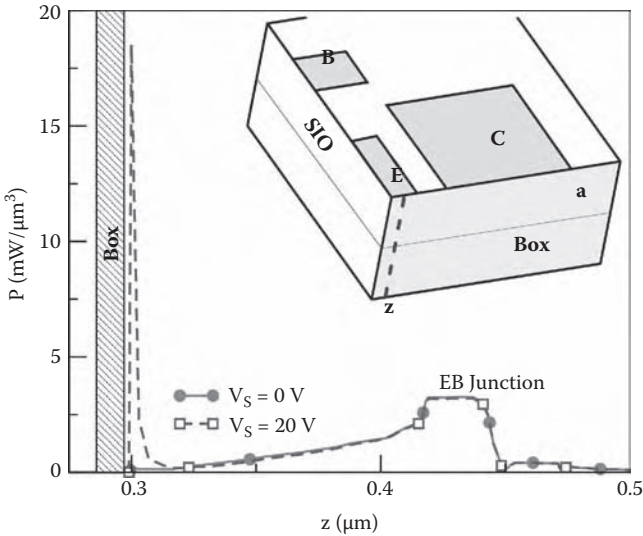 20
15
10
5
0
P (mW/μm³)
Box
B
SIO
E
C
a
Box
z
V_S = 0 V
V_S = 20 V
EB Junction
0.3
0.4
0.5
z (μm)